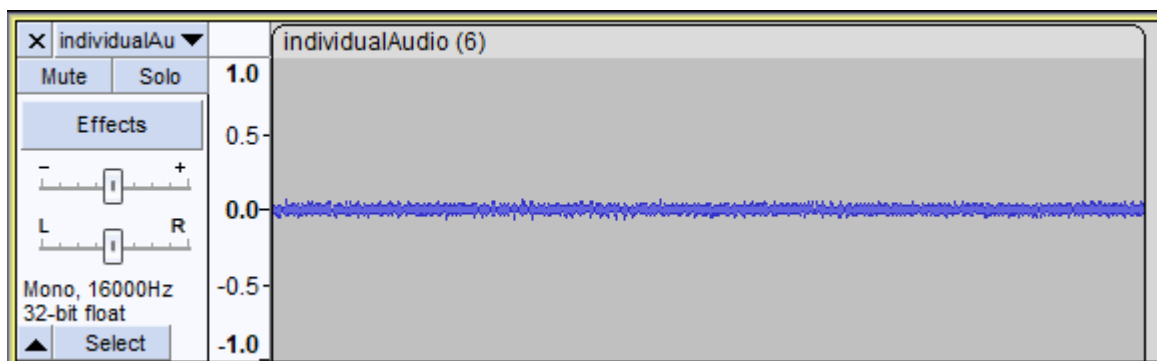 individualAu
individualAudio (6)
Mute Solo
Effects
- +
L R
Mono, 16000Hz
32-bit float
Select
1.0
0.5
0.0
-0.5
-1.0